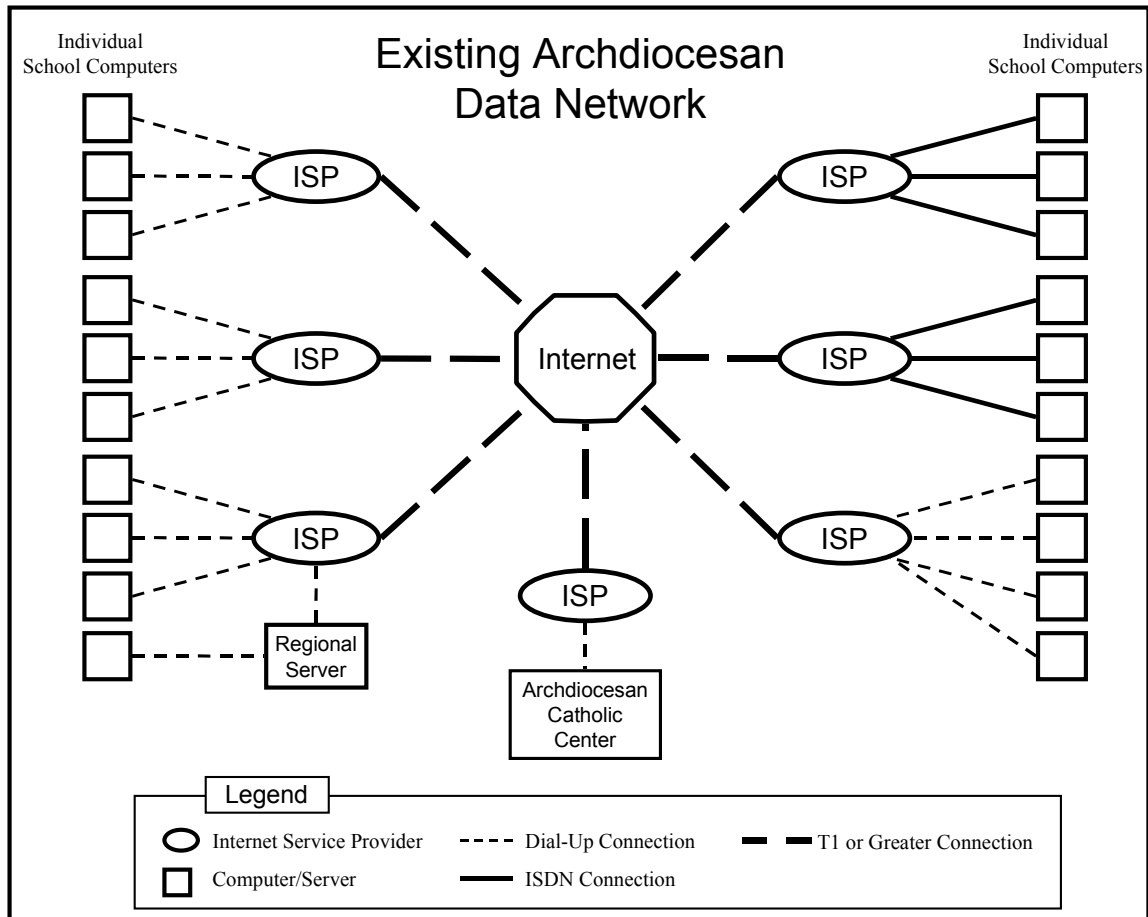 Individual
School Computers
Existing Archdiocesan
Data Network
Individual
School Computers
ISP
ISP
ISP
Internet
ISP
ISP
ISP
ISP
Regional
Server
Archdiocesan
Catholic
Center
Legend
Internet Service Provider
Dial-Up Connection
T1 or Greater Connection
Computer/Server
ISDN Connection